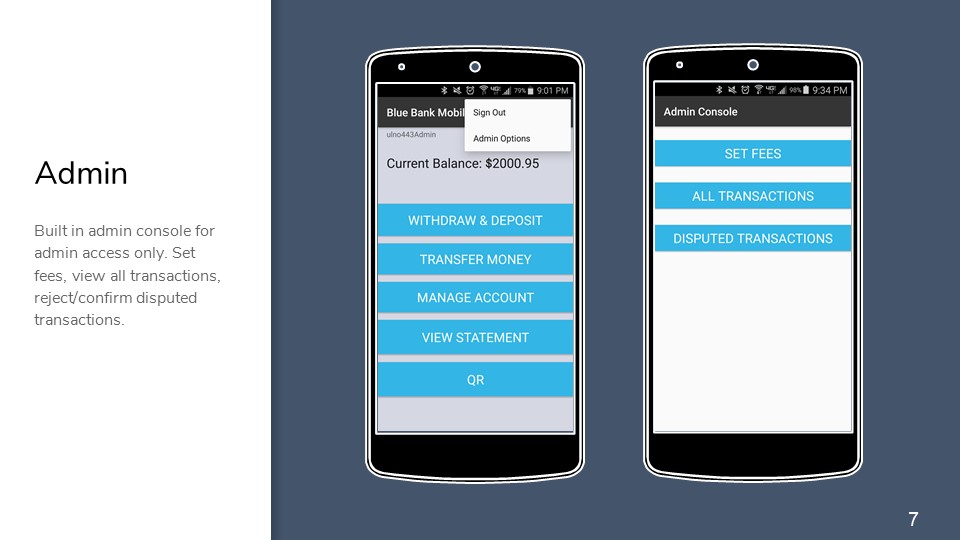 Admin
Built in admin console for
admin access only. Set
fees, view all transactions,
reject/confirm disputed
transactions.
79% 9:01 PM
Blue Bank Mobil
Sign Out
Admin Options
ulno443Admin
Current Balance: $2000.95
WITHDRAW & DEPOSIT
TRANSFER MONEY
MANAGE ACCOUNT
VIEW STATEMENT
QR
98% 9:34 PM
Admin Console
SET FEES
ALL TRANSACTIONS
DISPUTED TRANSACTIONS
7